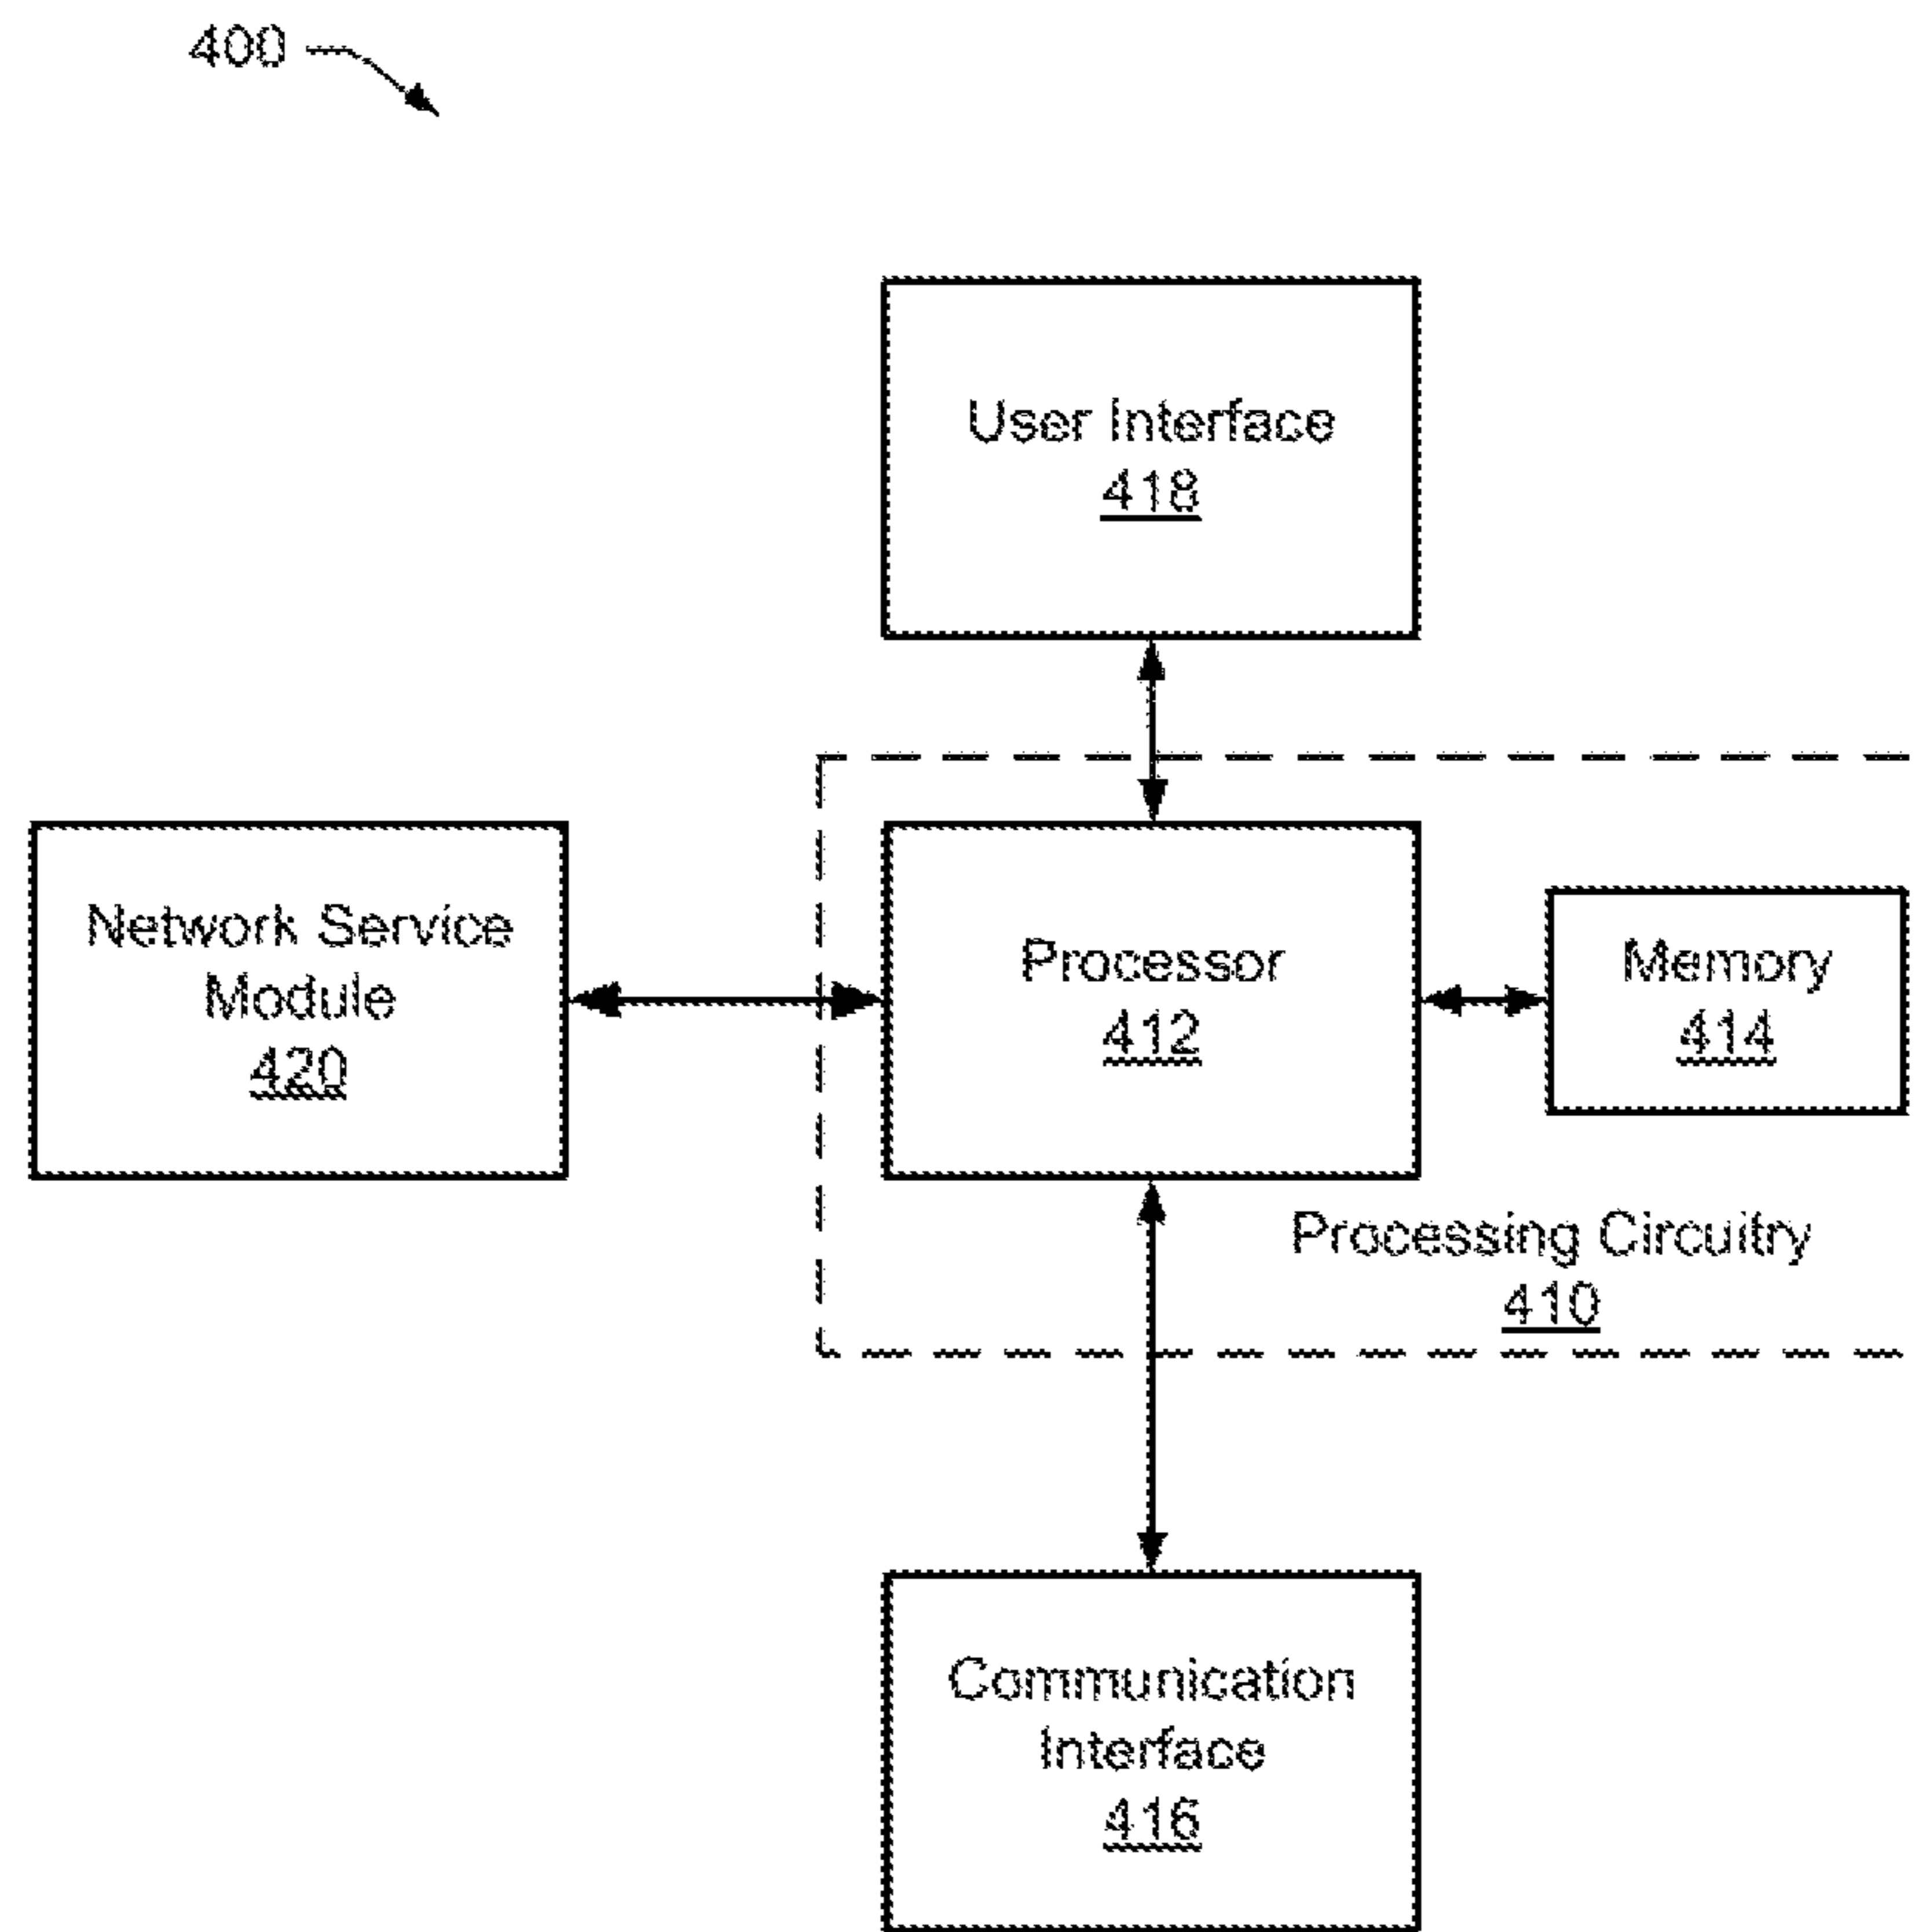 400
User Interface
418
Network Service
Module
420
Processor
412
Memory
414
Processing Circuitry
410
Communication
Interface
416